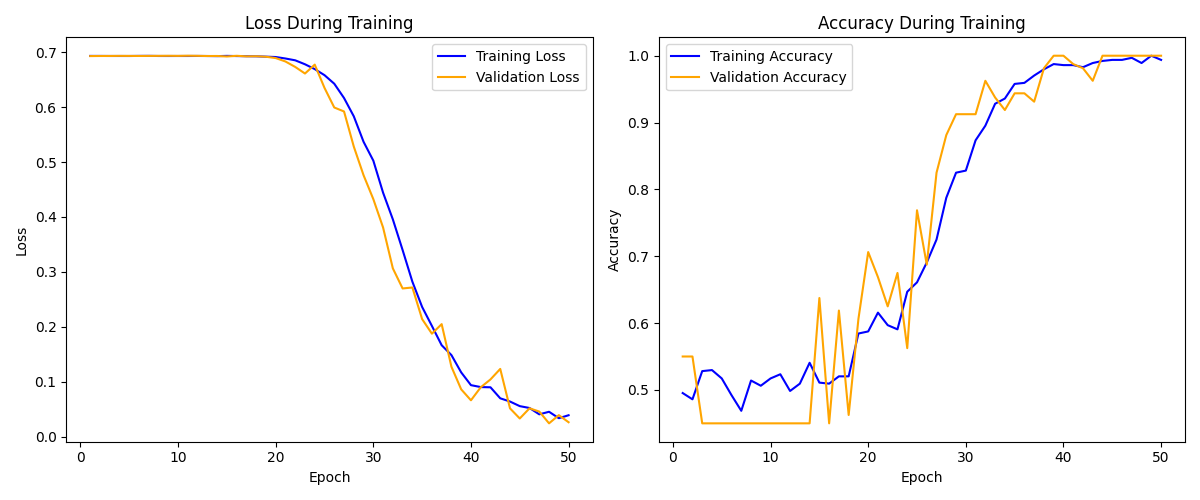 Loss During Training
0.7
0.6
0.5
0.4
0.3
0.2
0.1
0.0
Loss
Training Loss
Validation Loss
0 10 20 30 40 50
Epoch
Accuracy During Training
1.0
0.9
0.8
0.7
0.6
0.5
Accuracy
Training Accuracy
Validation Accuracy
0 10 20 30 40 50
Epoch